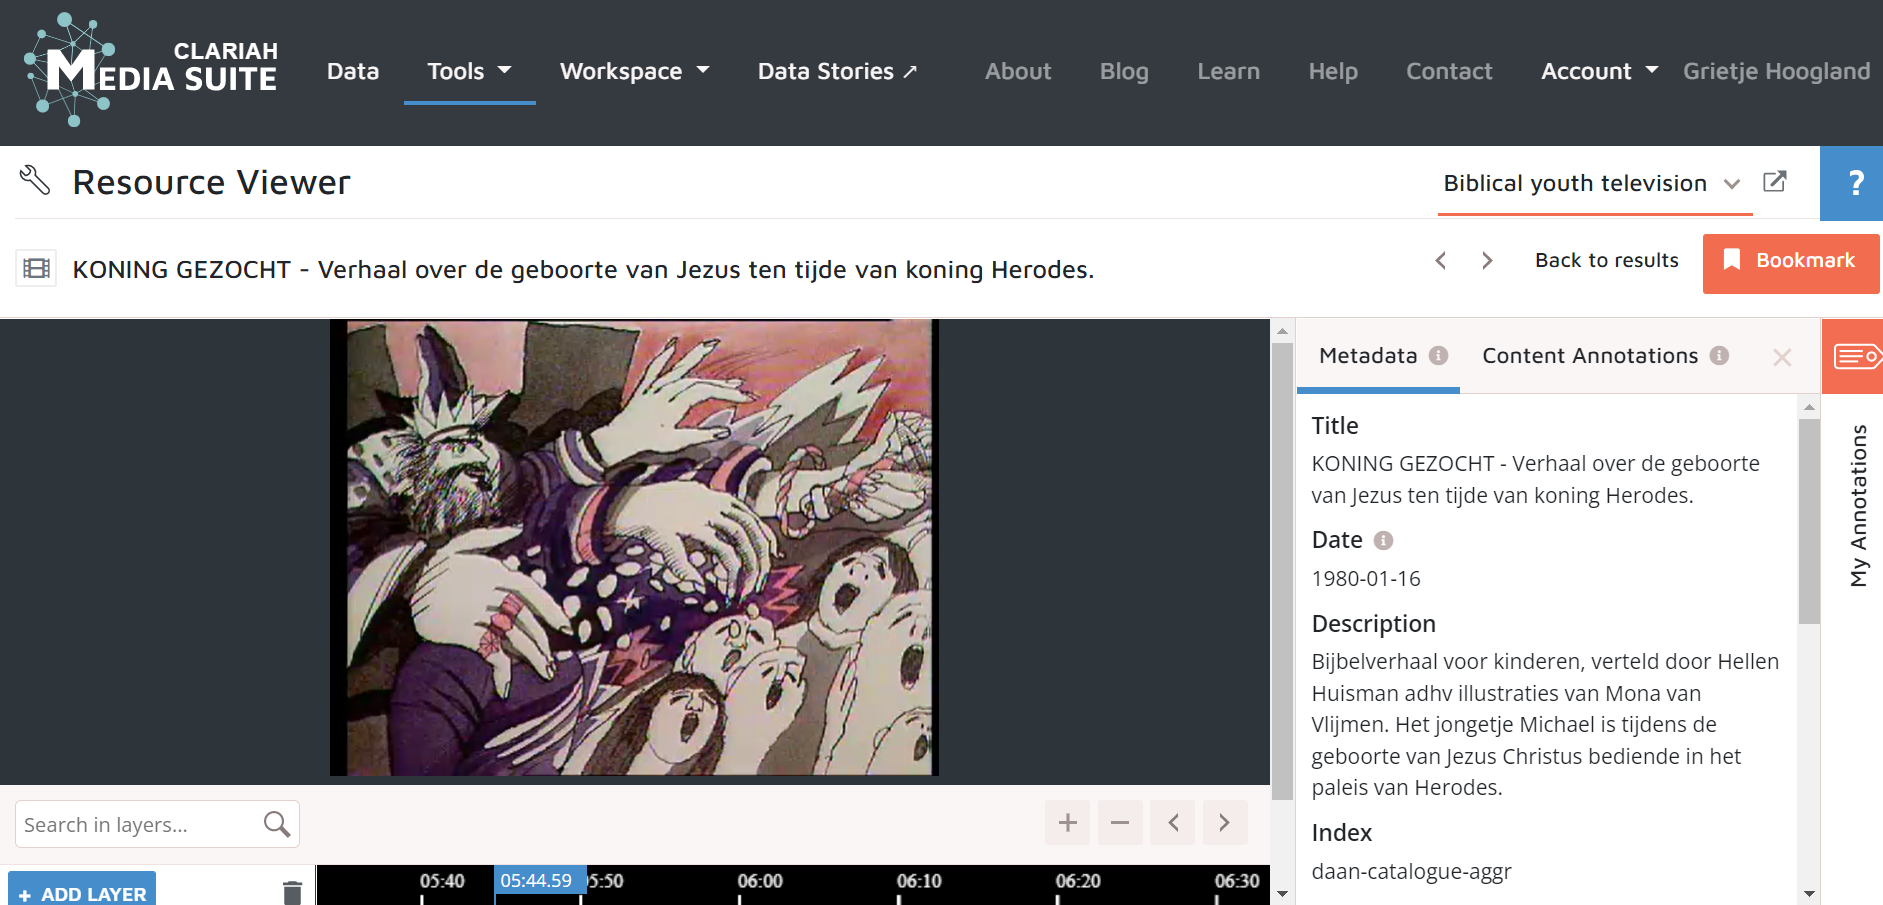 CLARIAH
MEDIA SUITE
Data
Tools
Workspace
Data Stories ↗
About
Blog
Learn
Help
Contact
Account
Grietje Hoogland
Resource Viewer
Biblical youth television
?
KONING GEZOCHT - Verhaal over de geboorte van Jezus ten tijde van koning Herodes.
Back to results
Bookmark
Metadata
Content Annotations
My Annotations
Title
KONING GEZOCHT - Verhaal over de geboorte
van Jezus ten tijde van koning Herodes.
Date
1980-01-16
Description
Bijbelverhaal voor kinderen, verteld door Hellen
Huisman adhv illustraties van Mona van
Vlijmen. Het jongetje Michael is tijdens de
geboorte van Jezus Christus bediende in het
paleis van Herodes.
Index
daan-catalogue-aggr
Search in layers...
+ ADD LAYER
05:40
05:44.59
05:50
06:00
06:10
06:20
06:30